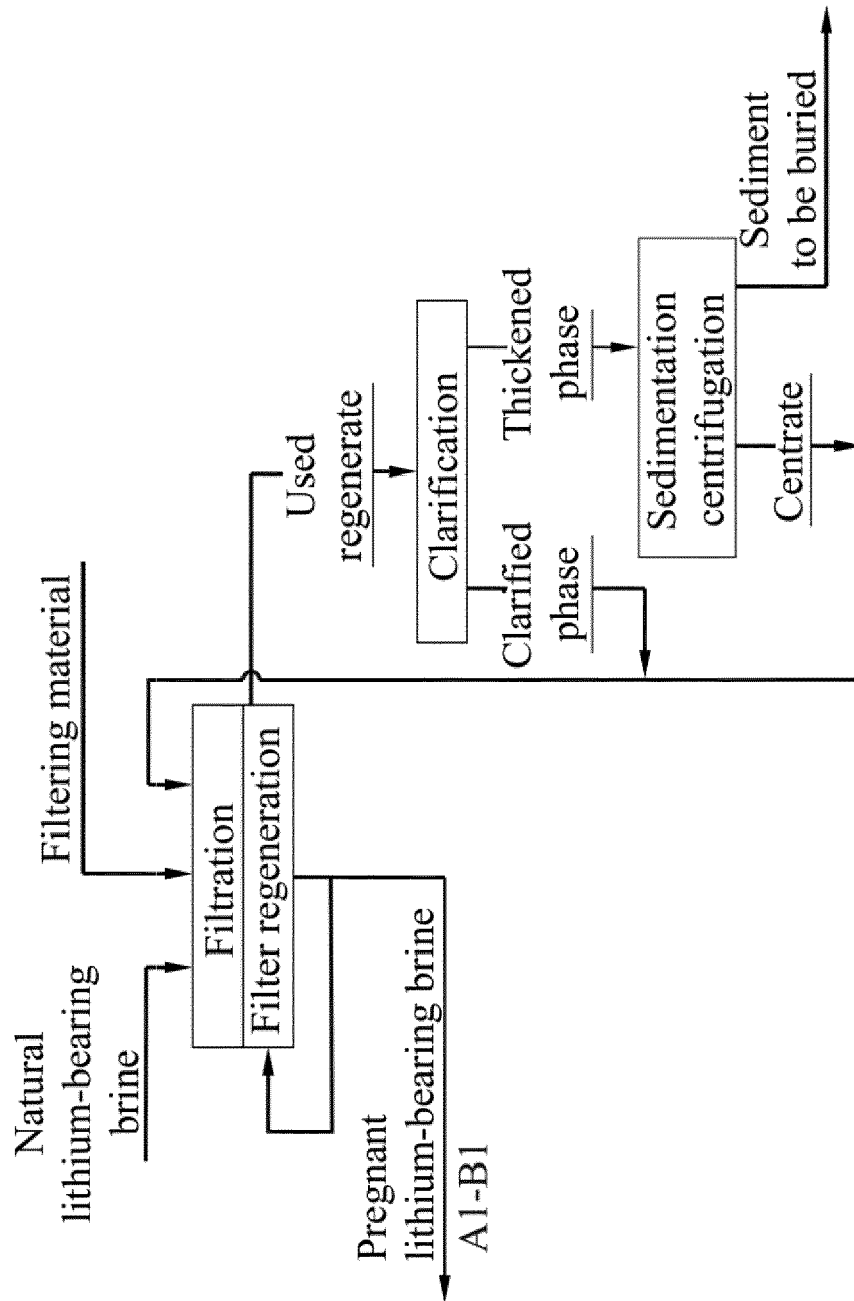 Natural
lithium-bearing
brine
Filtering material
Filtration
Filter regeneration
Pregnant
lithium-bearing brine
A1-B1
Used
regenerate
Clarification
Clarified
phase
Thickened
phase
Sedimentation
centrifugation
Centrate
Sediment
to be buried